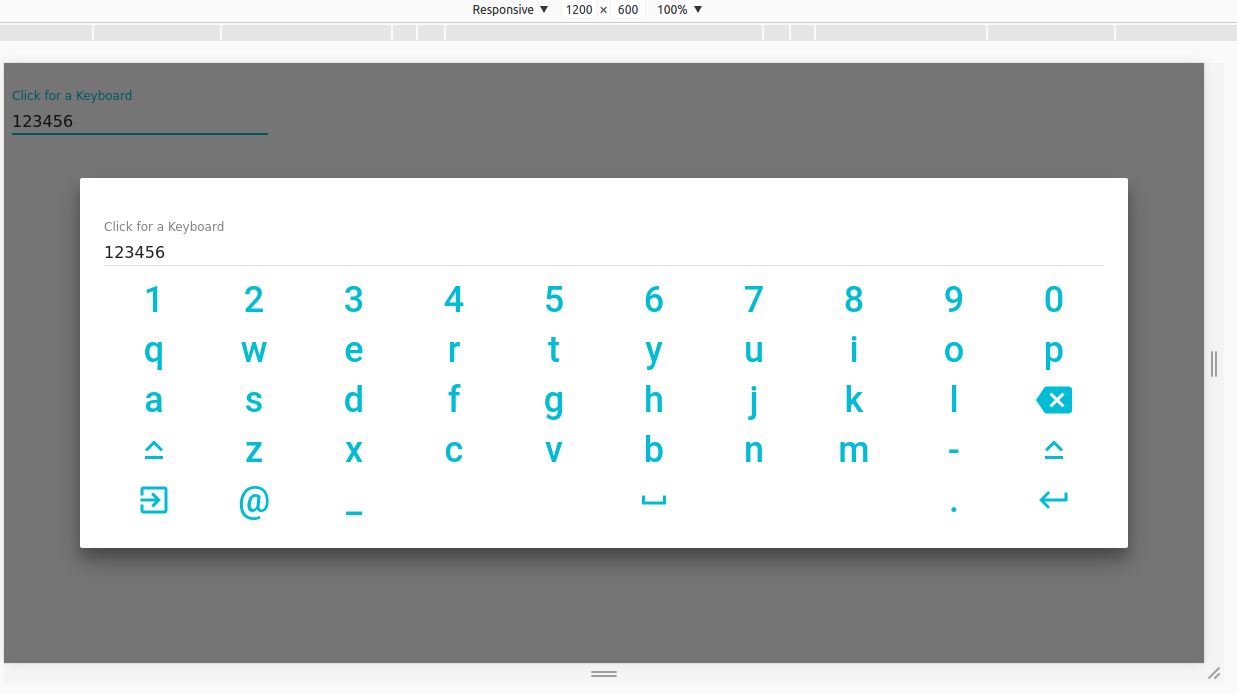 Responsive ▼ 1200 × 600 100% ▼
Click for a Keyboard
123456
Click for a Keyboard
123456
1 2 3 4 5 6 7 8 9 0
q w e r t y u i o p
a s d f g h j k l
z x c v b n m -
@ _ .